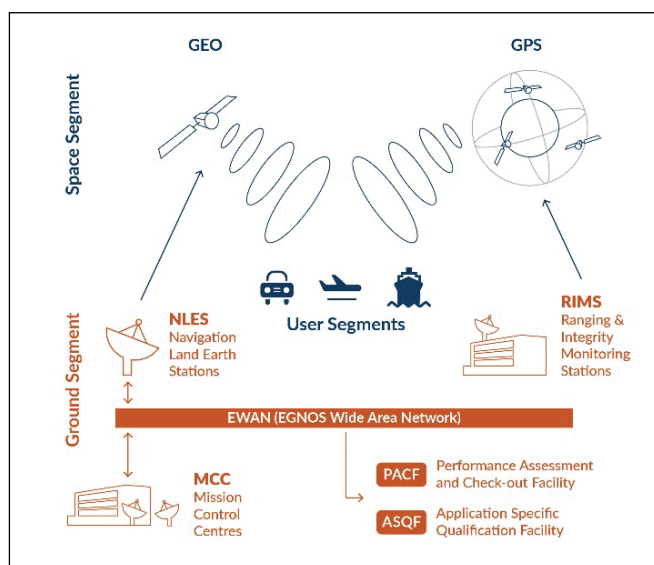 GEO
GPS
Space Segment
User Segments
Ground Segment
NLES
Navigation
Land Earth
Stations
RIMS
Ranging &
Integrity
Monitoring
Stations
EWAN (EGNOS Wide Area Network)
MCC
Mission
Control
Centres
PACF
Performance Assessment
and Check-out Facility
ASQF
Application Specific
Qualification Facility